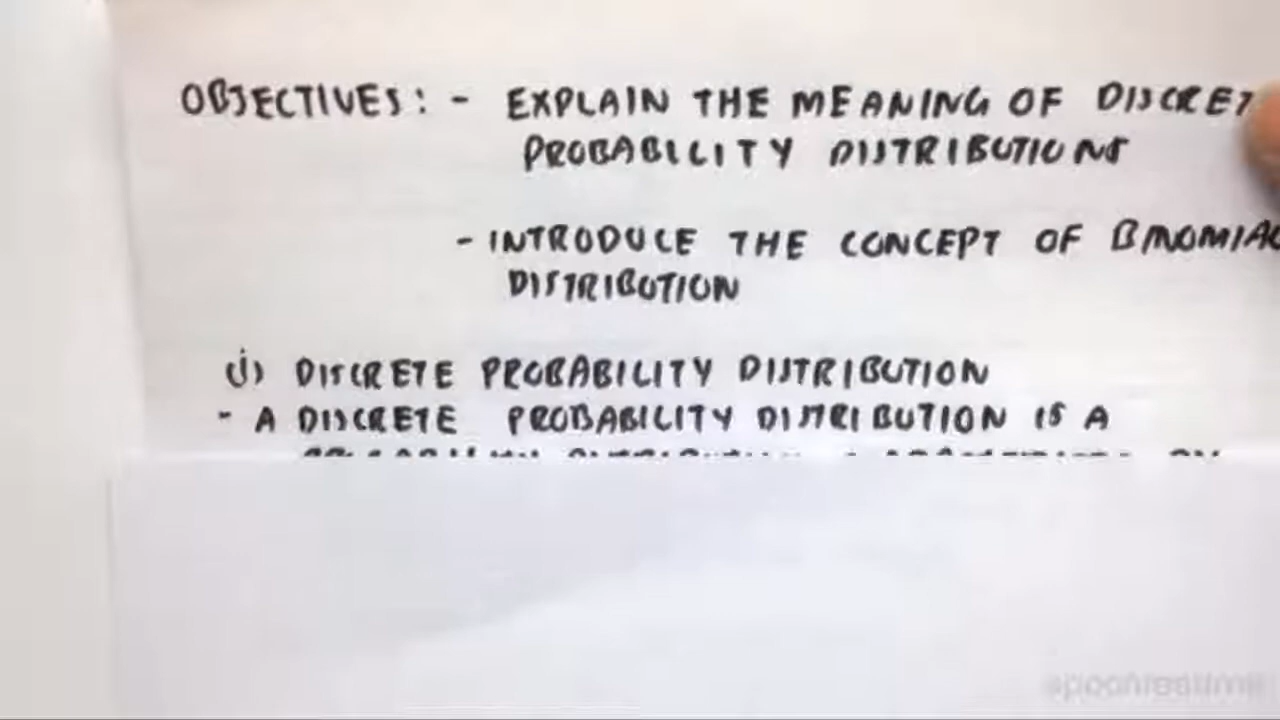 OBJECTIVES: - EXPLAIN THE MEANING OF DISCRET
PROBABILITY DISTRIBUTIONS
- INTRODUCE THE CONCEPT OF BINOMIAL
DISTRIBUTION
(i) DISCRETE PROBABILITY DISTRIBUTION
- A DISCRETE PROBABILITY DISTRIBUTION IS A